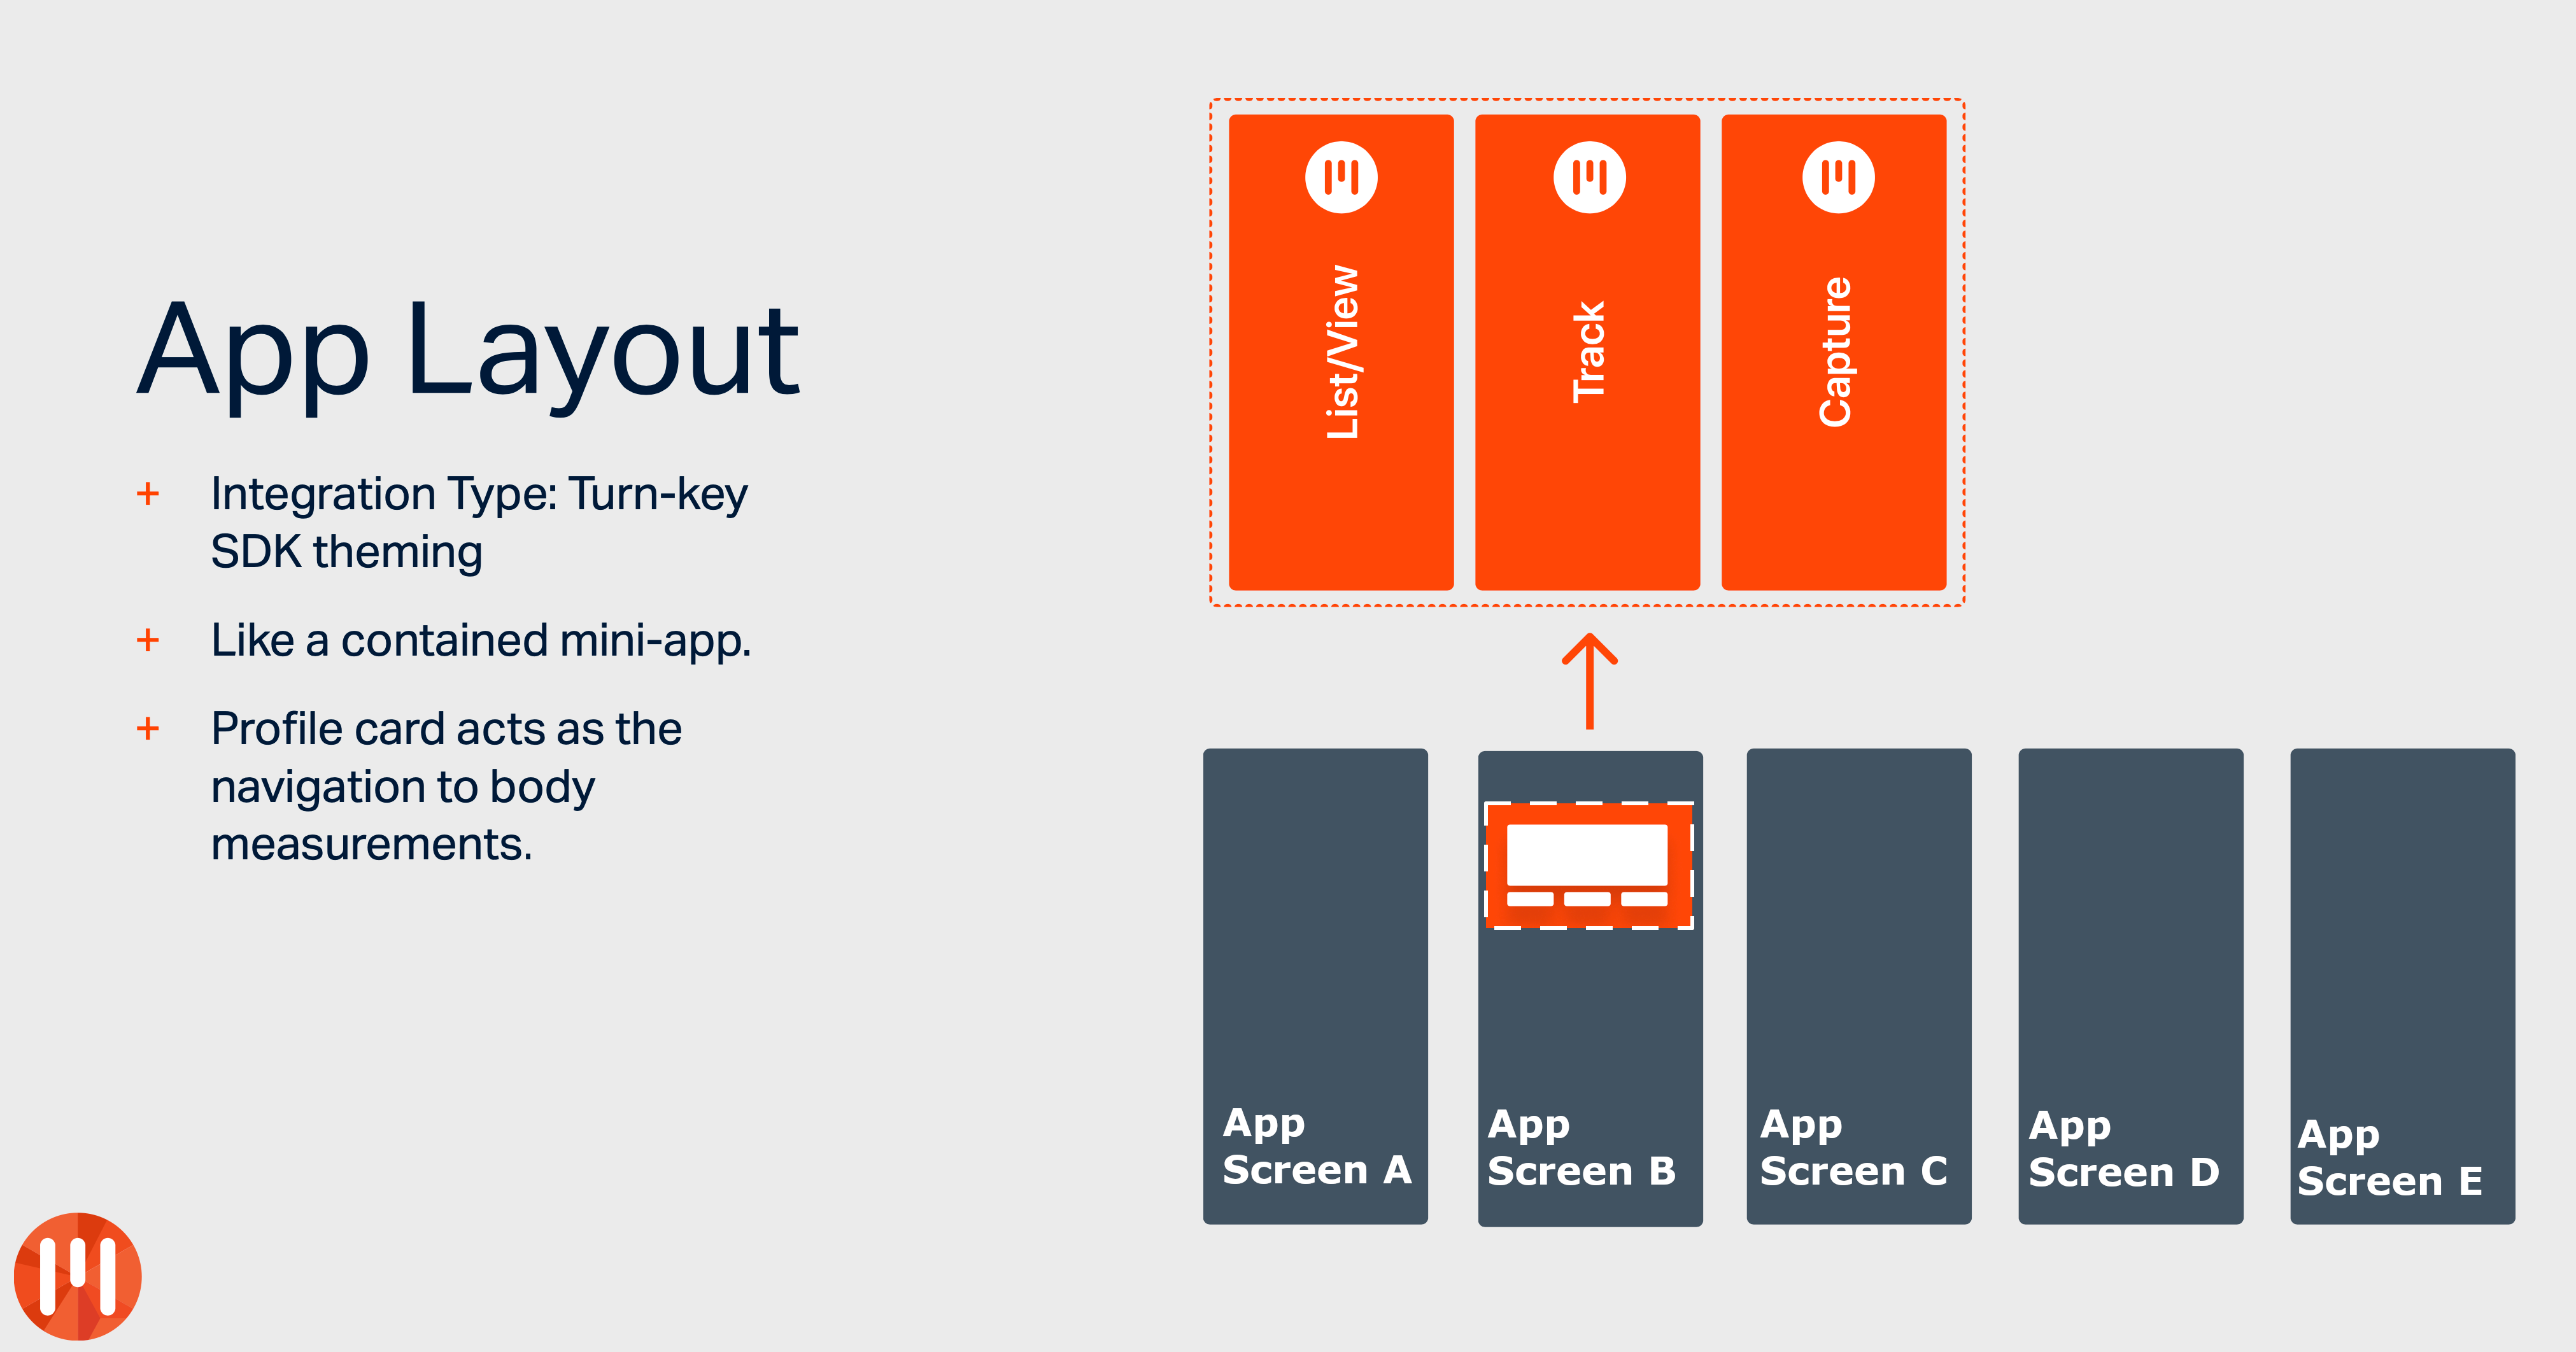 App Layout
+ Integration Type: Turn-key
SDK theming
+ Like a contained mini-app.
+ Profile card acts as the
navigation to body
measurements.
List/View
Track
Capture
App
Screen A
App
Screen B
App
Screen C
App
Screen D
App
Screen E